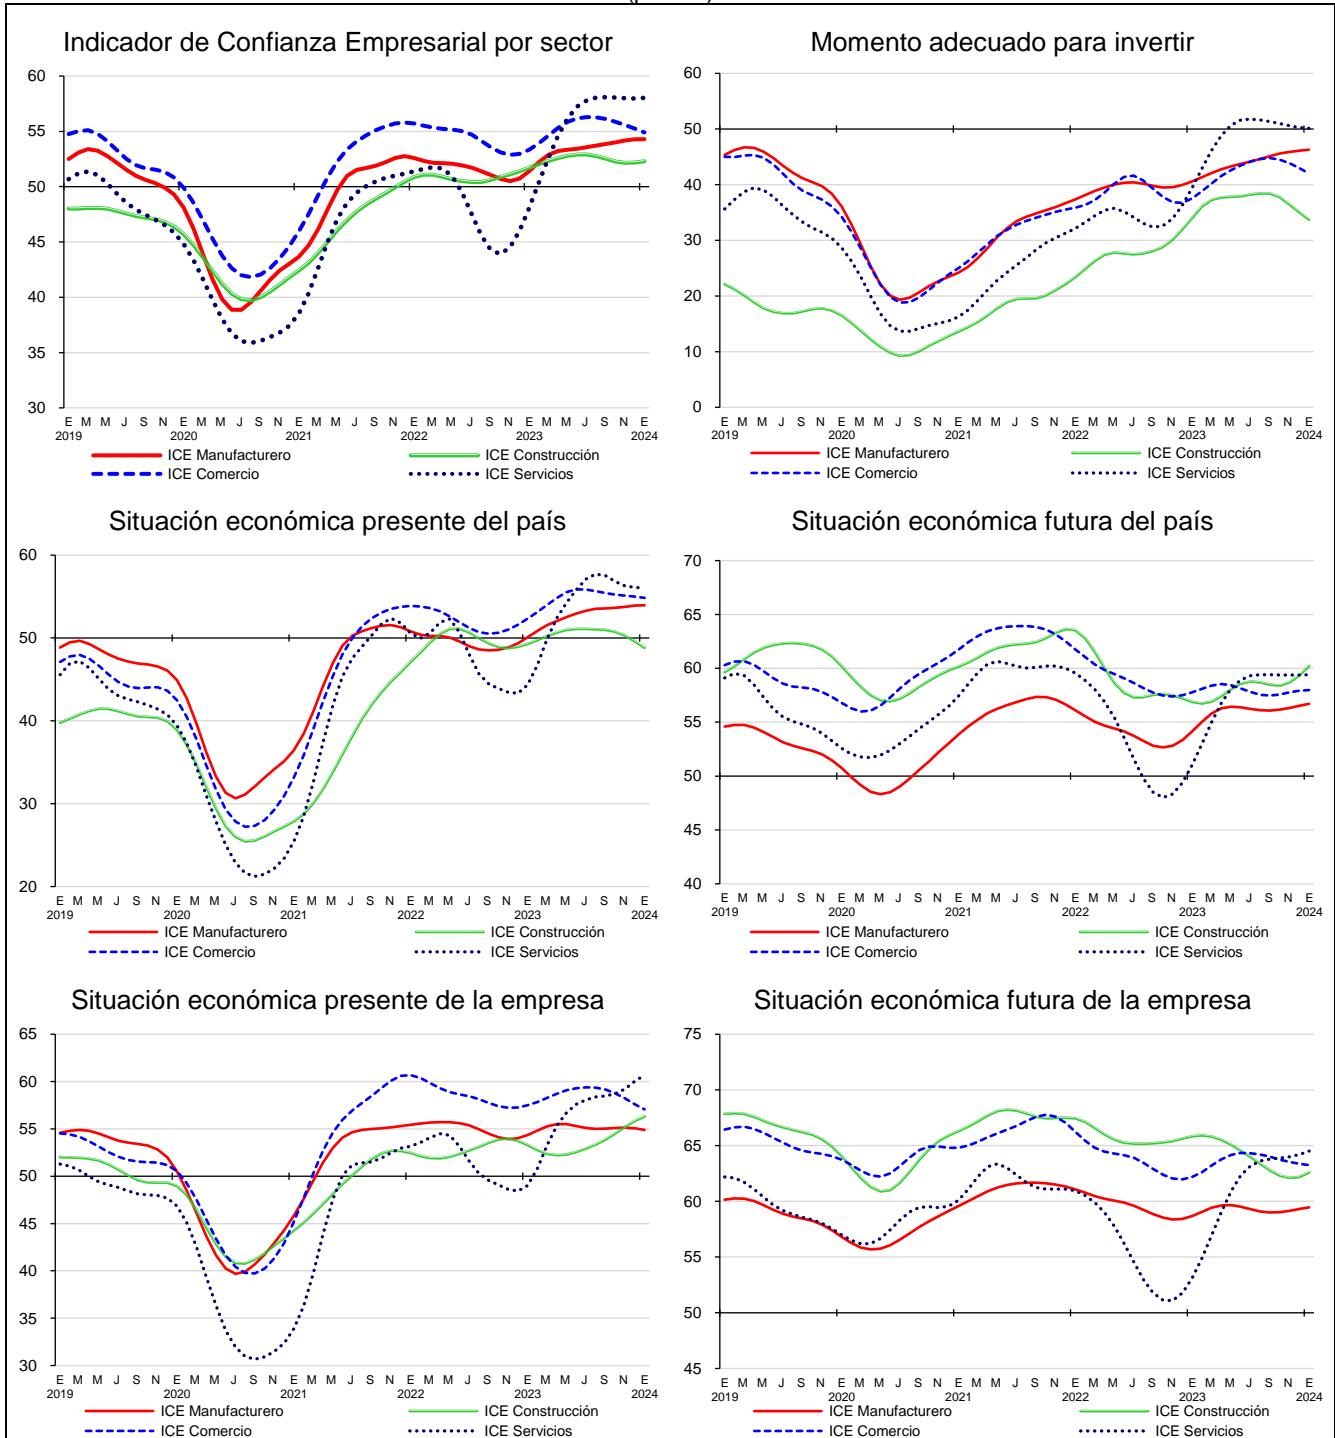 Indicador de Confianza Empresarial por sector
60
55
50
45
40
35
30
E M M J S N E M M J S N E M M J S N E M M J S N E M M J S N E
2019 2020 2021 2022 2023 2024
ICE Manufacturero ICE Construcción
ICE Comercio ICE Servicios
Momento adecuado para invertir
60
50
40
30
20
10
0
E M M J S N E M M J S N E M M J S N E M M J S N E M M J S N E
2019 2020 2021 2022 2023 2024
ICE Manufacturero ICE Construcción
ICE Comercio ICE Servicios
Situación económica presente del país
60
50
40
30
20
E M M J S N E M M J S N E M M J S N E M M J S N E M M J S N E
2019 2020 2021 2022 2023 2024
ICE Manufacturero ICE Construcción
ICE Comercio ICE Servicios
Situación económica futura del país
70
65
60
55
50
45
40
E M M J S N E M M J S N E M M J S N E M M J S N E M M J S N E
2019 2020 2021 2022 2023 2024
ICE Manufacturero ICE Construcción
ICE Comercio ICE Servicios
Situación económica presente de la empresa
65
60
55
50
45
40
35
30
E M M J S N E M M J S N E M M J S N E M M J S N E M M J S N E
2019 2020 2021 2022 2023 2024
ICE Manufacturero ICE Construcción
ICE Comercio ICE Servicios
Situación económica futura de la empresa
75
70
65
60
55
50
45
E M M J S N E M M J S N E M M J S N E M M J S N E M M J S N E
2019 2020 2021 2022 2023 2024
ICE Manufacturero ICE Construcción
ICE Comercio ICE Servicios